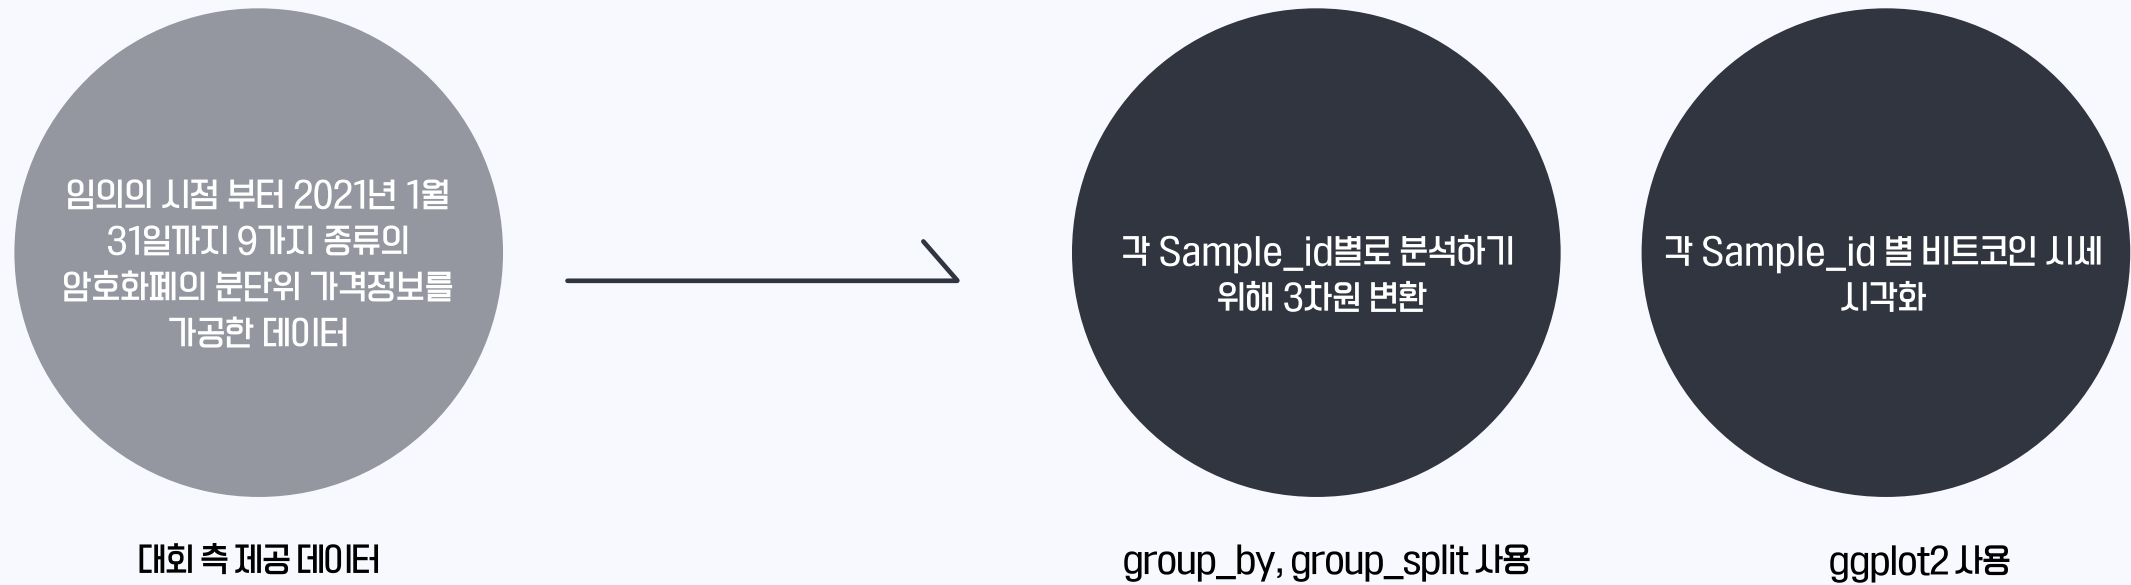 임의의 시점 부터 2021년 1월
31일까지 9가지 종류의
암호화폐의 분단위 가격정보를
가공한 데이터
대회 측 제공 데이터
각 Sample_id별로 분석하기
위해 3차원 변환
group_by, group_split 사용
각 Sample_id 별 비트코인 시세
시각화
ggplot2 사용